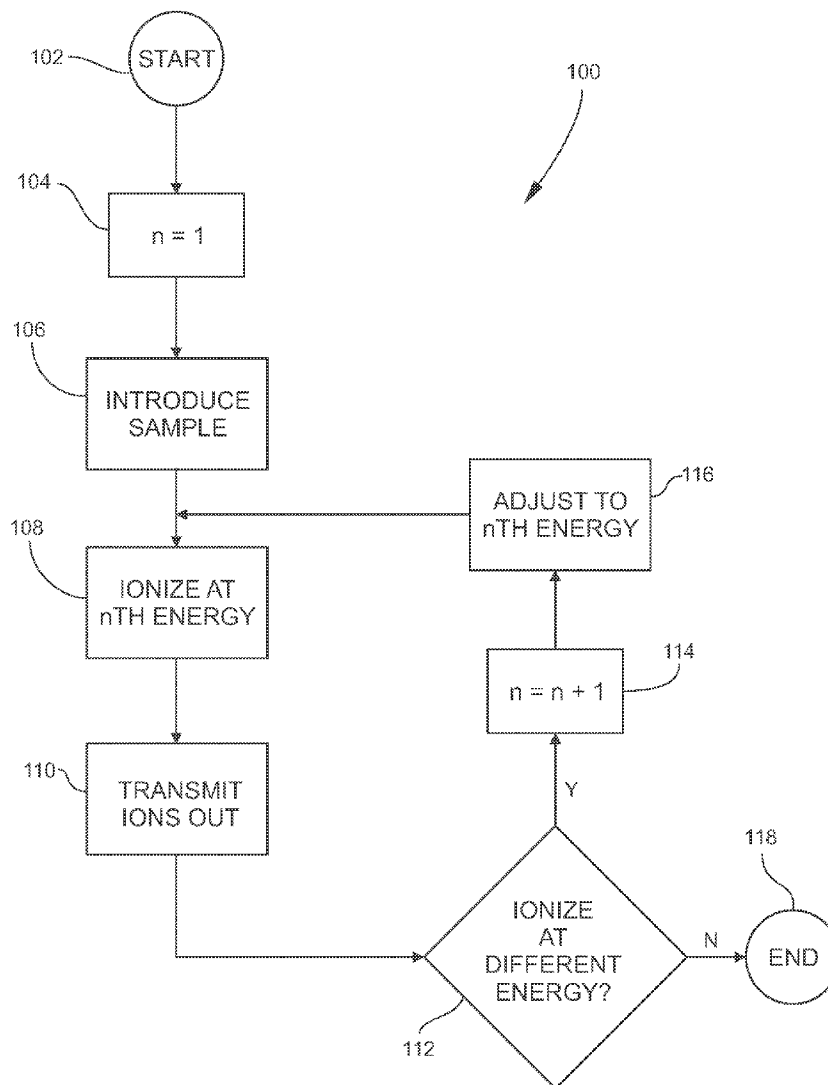 102
START
100
104
n = 1
106
INTRODUCE
SAMPLE
116
ADJUST TO
nTH ENERGY
108
IONIZE AT
nTH ENERGY
114
n = n + 1
110
TRANSMIT
IONS OUT
Y
118
IONIZE
AT
DIFFERENT
ENERGY?
N
END
112